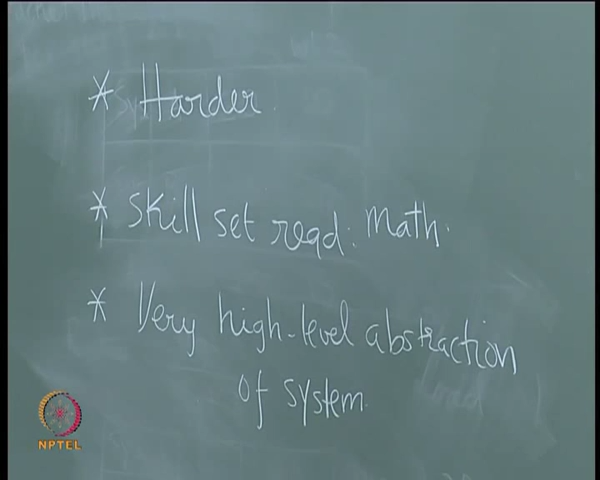 * Harder.
* Skill set reqd: Math.
* Very high-level abstraction
of system
NPTEL